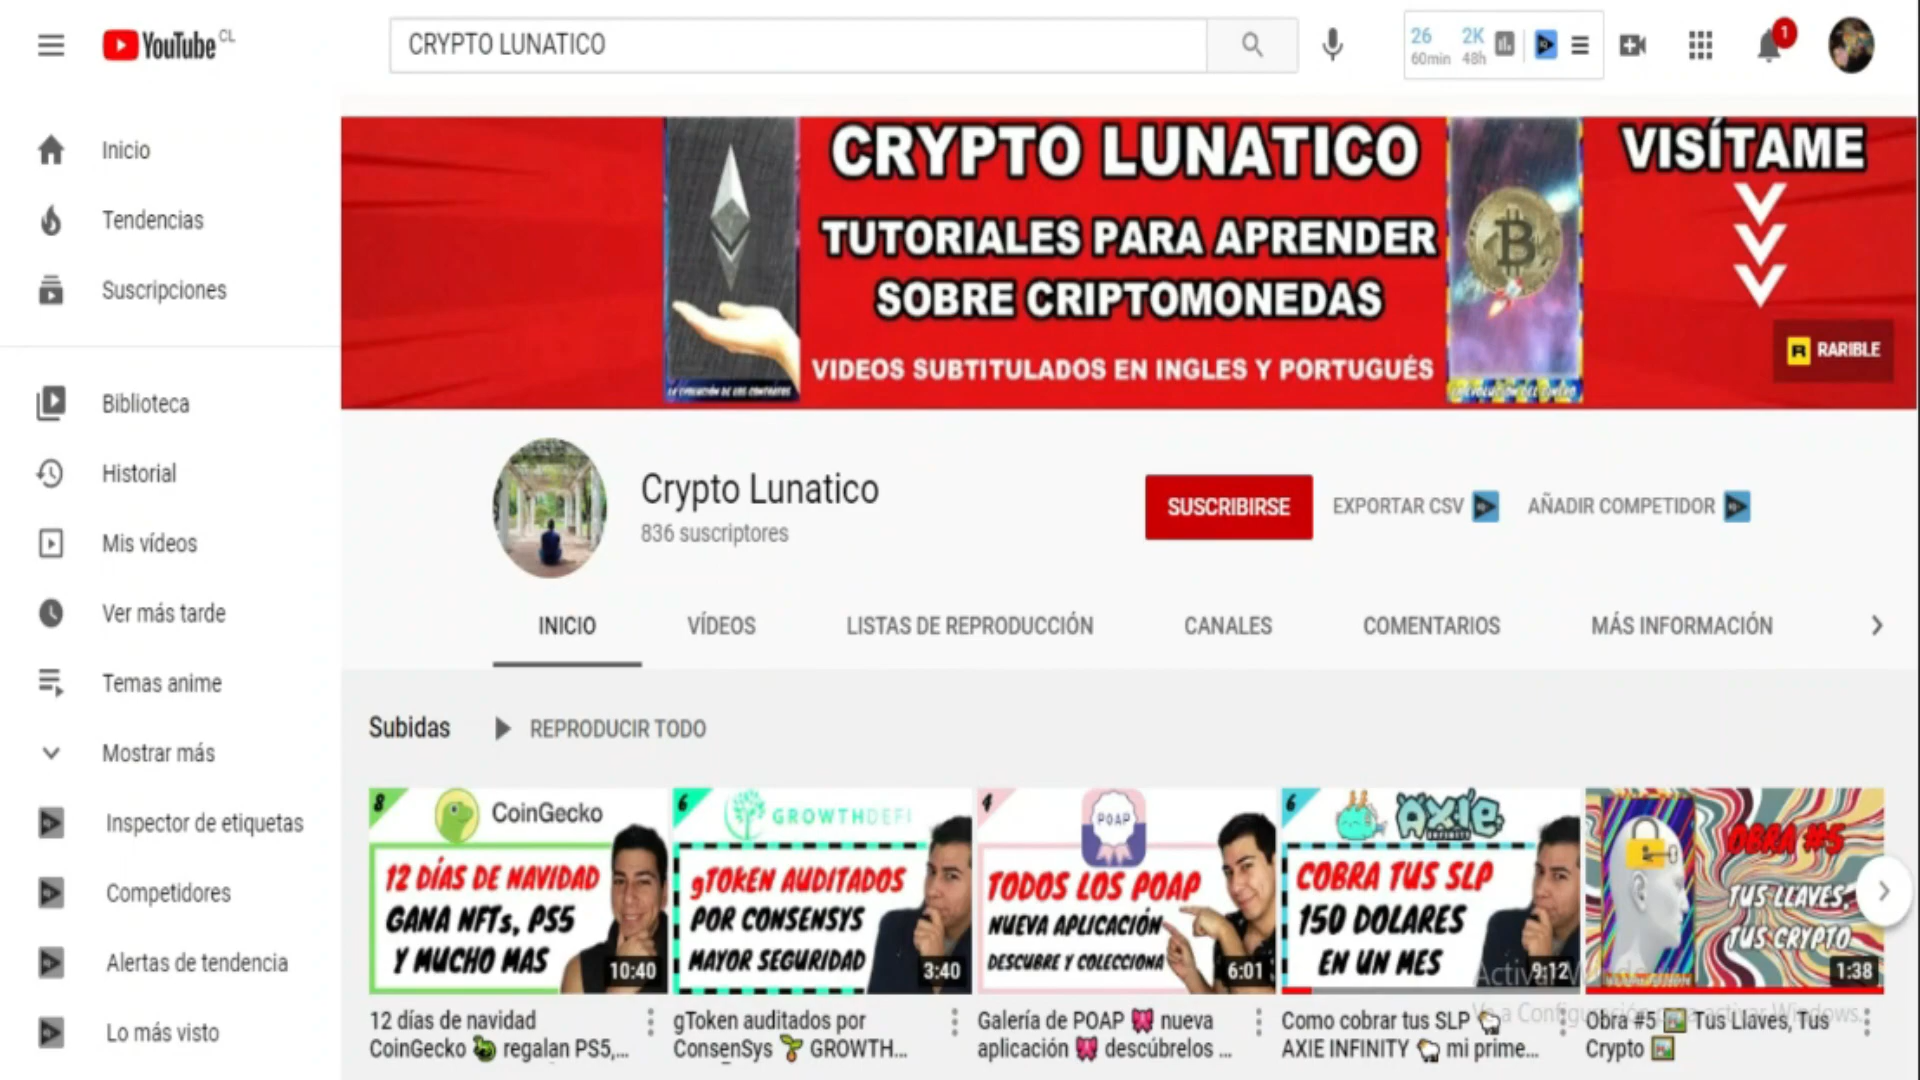 YouTube CL
CRYPTO LUNATICO
26 2K
60min 48h
1
Inicio
Tendencias
Suscripciones
Biblioteca
Historial
Mis vídeos
Ver más tarde
Temas anime
Mostrar más
Inspector de etiquetas
Competidores
Alertas de tendencia
Lo más visto
CRYPTO LUNATICO
TUTORIALES PARA APRENDER
SOBRE CRIPTOMONEDAS
VIDEOS SUBTITULADOS EN INGLES Y PORTUGUÉS
VISÍTAME
R RARIBLE
Crypto Lunatico
836 suscriptores
SUSCRIBIRSE
EXPORTAR CSV
AÑADIR COMPETIDOR
INICIO
VÍDEOS
LISTAS DE REPRODUCCIÓN
CANALES
COMENTARIOS
MÁS INFORMACIÓN
Subidas
REPRODUCIR TODO
8
CoinGecko
12 DÍAS DE NAVIDAD
GANA NFTs, PS5
Y MUCHO MAS
10:40
12 días de navidad
CoinGecko regalan PS5,...
6
GROWTHDEFI
gTOKEN AUDITADOS
POR CONSENSYS
MAYOR SEGURIDAD
3:40
gToken auditados por
ConsenSys GROWTH...
4
POAP
TODOS LOS POAP
NUEVA APLICACIÓN
DESCUBRE Y COLECCIONA
6:01
Galería de POAP nueva
aplicación descúbrelos ...
6
AXIE
INFINITY
COBRA TUS SLP
150 DOLARES
EN UN MES
9:12
Como cobrar tus SLP
AXIE INFINITY mi prime...
OBRA #5
TUS LLAVES,
TUS CRYPTO
1:38
Obra #5 Tus Llaves, Tus
Crypto